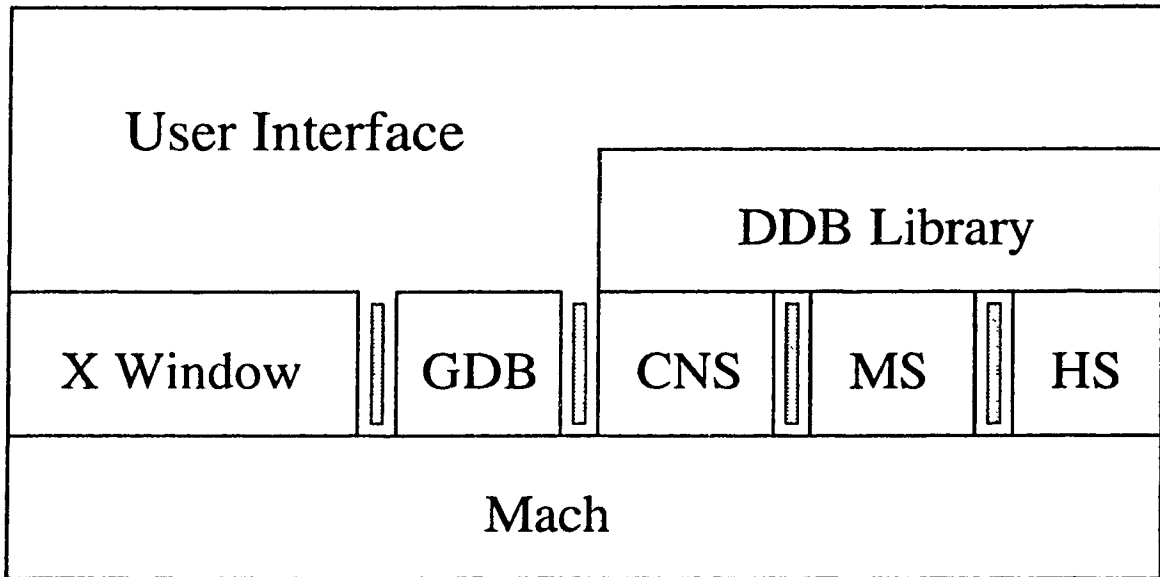 User Interface
DDB Library
X Window
GDB
CNS
MS
HS
Mach